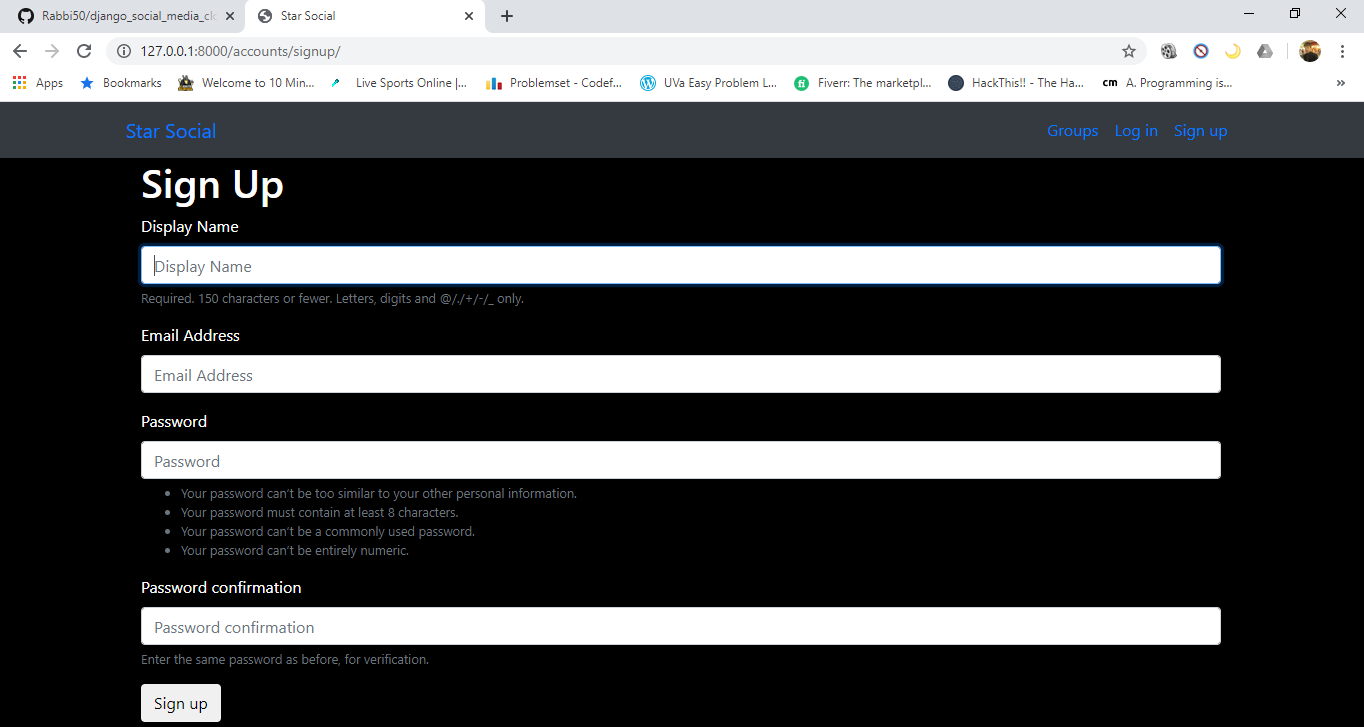 Rabbi50/django_social_media_cl
Star Social
127.0.0.1:8000/accounts/signup/
Apps Bookmarks Welcome to 10 Min... Live Sports Online |... Problemset - Codef... UVa Easy Problem L... fi Fiverr: The marketpl... HackThis!! - The Ha... cm A. Programming is... »
Star Social Groups Log in Sign up
Sign Up
Display Name
Display Name
Required. 150 characters or fewer. Letters, digits and @/./+/-/_ only.
Email Address
Email Address
Password
Password
• Your password can't be too similar to your other personal information.
• Your password must contain at least 8 characters.
• Your password can't be a commonly used password.
• Your password can't be entirely numeric.
Password confirmation
Password confirmation
Enter the same password as before, for verification.
Sign up